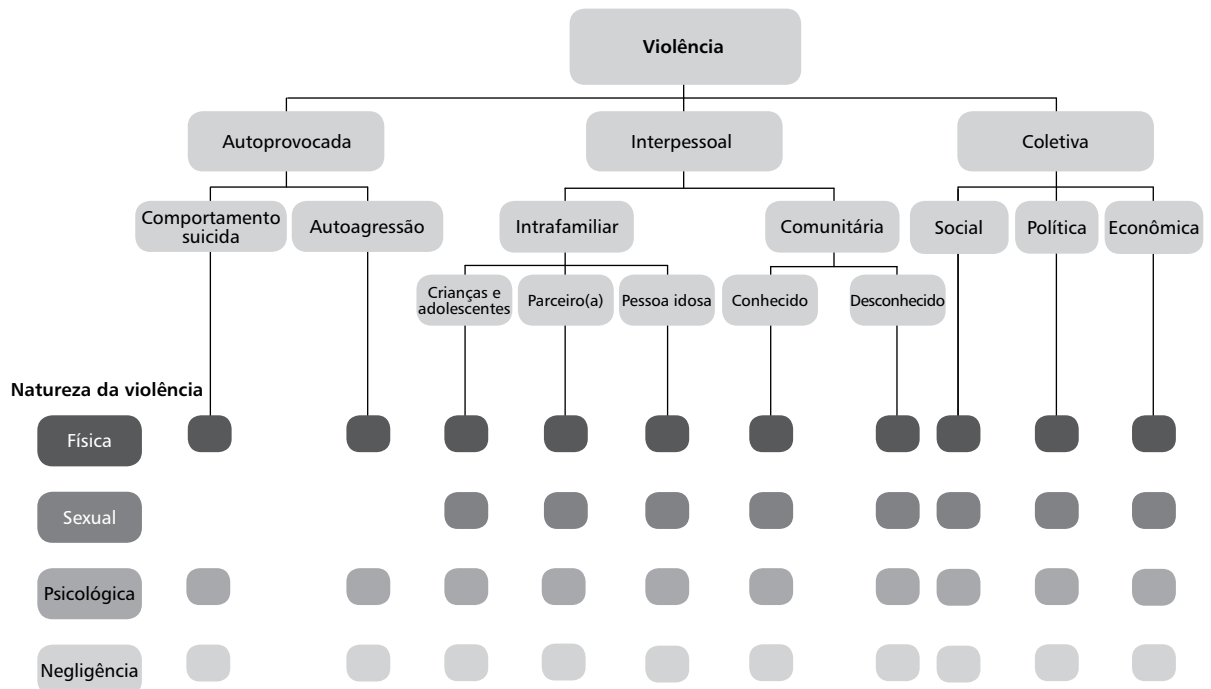 Violência
Autoprovocada
Interpessoal
Coletiva
Comportamento
suicida
Autoagressão
Intrafamiliar
Comunitária
Social
Política
Econômica
Crianças e
adolescentes
Parceiro(a)
Pessoa idosa
Conhecido
Desconhecido
Natureza da violência
Física
Sexual
Psicológica
Negligência